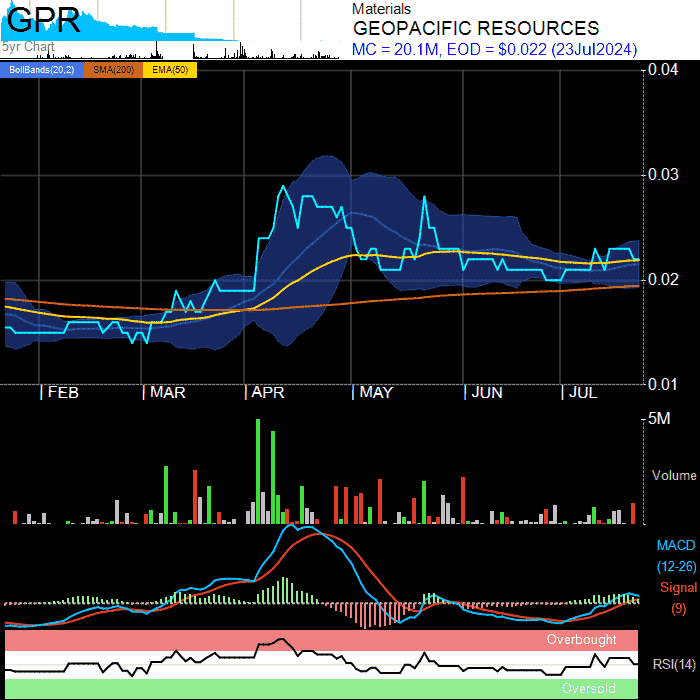 GPR
Materials
GEOPACIFIC RESOURCES
5yr Chart
MC = 20.1M, EOD = $0.022 (23Jul2024)
BollBands(20,2) SMA(200) EMA(50)
0.04
0.03
0.02
0.01
FEB MAR APR MAY JUN JUL
5M
Volume
MACD
(12-26)
Signal
(9)
Overbought
RSI(14)
Oversold